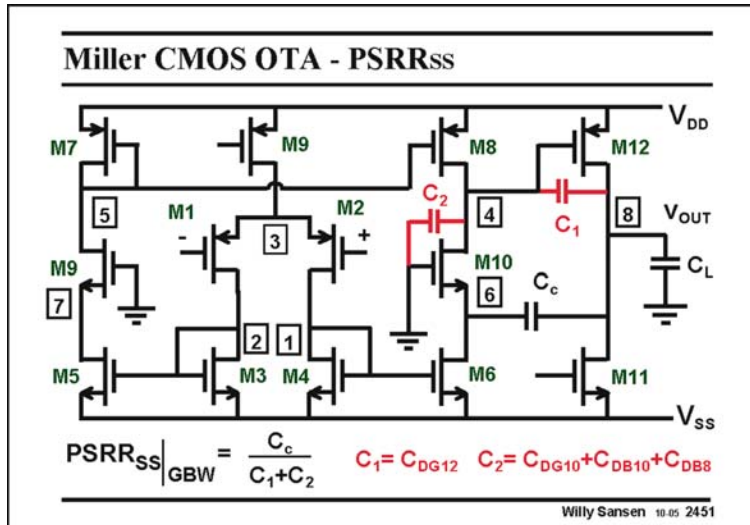 Miller CMOS OTA - PSRRSS
VDD
M7
M9
M8
M12
C2
C1
5
M1
M2
3
4
8
VOUT
-
+
M9
M10
CL
7
6
Cc
2
1
M5
M3
M4
M6
M11
VSS
PSRRSS|GBW = Cc / C1+C2
C1= CDG12
C2= CDG10+CDB10+CDB8
Willy Sansen 10-05 2451